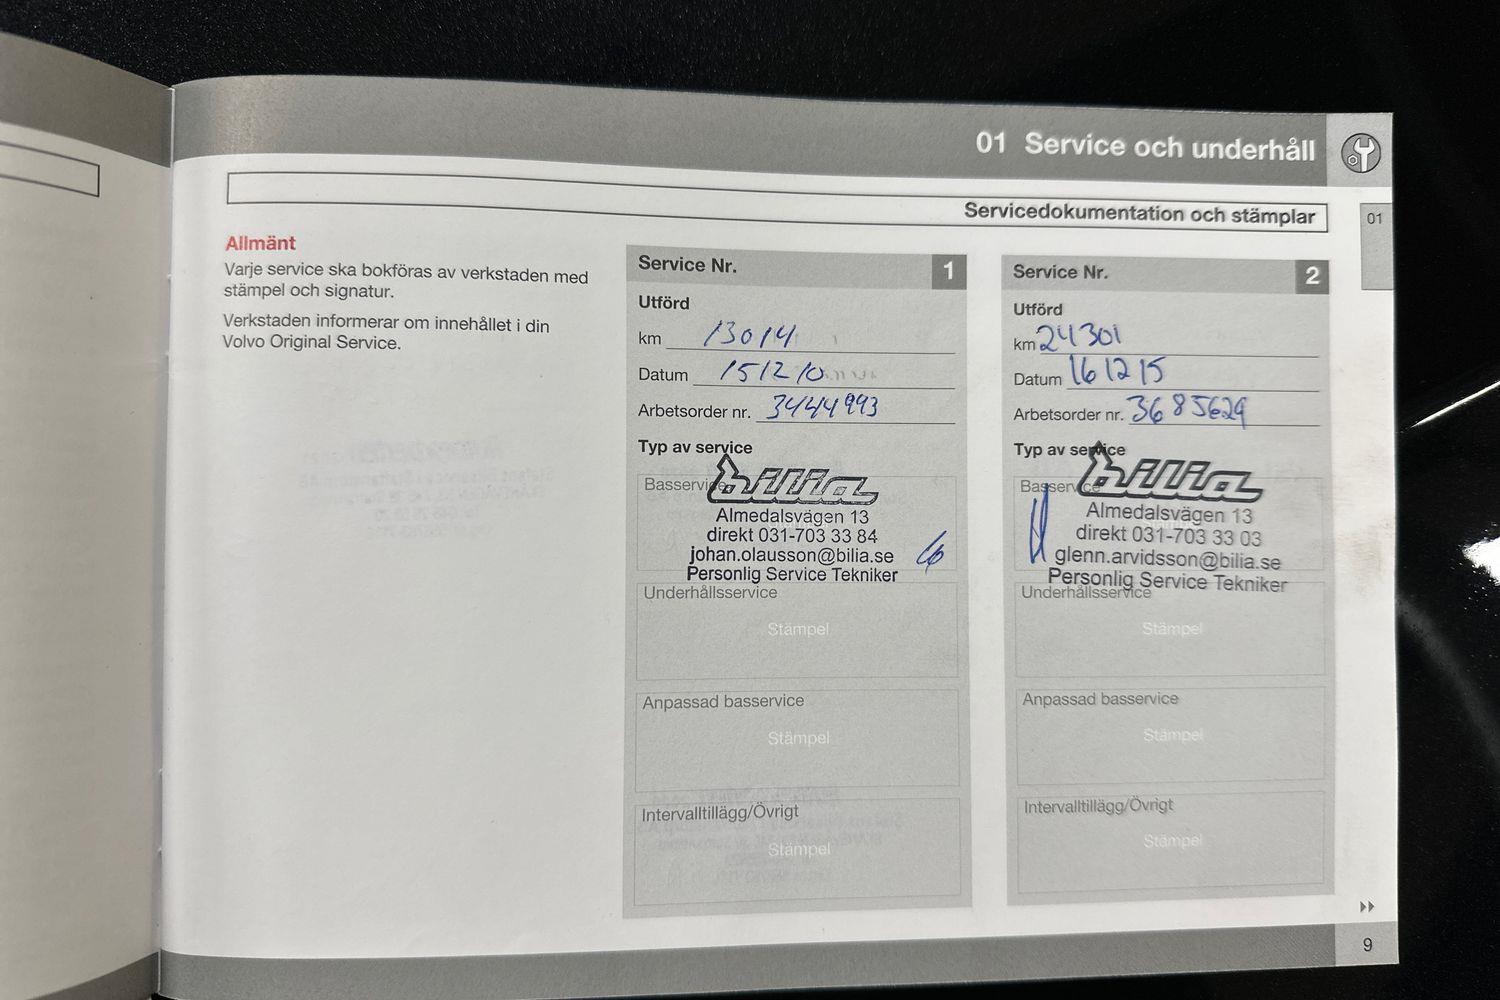 01 Service och underhåll
Servicedokumentation och stämplar
01
Allmänt
Varje service ska bokföras av verkstaden med
stämpel och signatur.
Verkstaden informerar om innehållet i din
Volvo Original Service.
Service Nr. 1
Utförd
km 13014
Datum 151210
Arbetsorder nr. 3444993
Typ av service
Basservice
bilia
Almedalsvägen 13
direkt 031-703 33 84
johan.olausson@bilia.se
Personlig Service Tekniker
Underhållsservice
Stämpel
Anpassad basservice
Stämpel
Intervalltillägg/Övrigt
Stämpel
Service Nr. 2
Utförd
km 24301
Datum 161215
Arbetsorder nr. 3685629
Typ av service
Basservice
bilia
Almedalsvägen 13
direkt 031-703 33 03
glenn.arvidsson@bilia.se
Personlig Service Tekniker
Underhållsservice
Stämpel
Anpassad basservice
Stämpel
Intervalltillägg/Övrigt
Stämpel
9